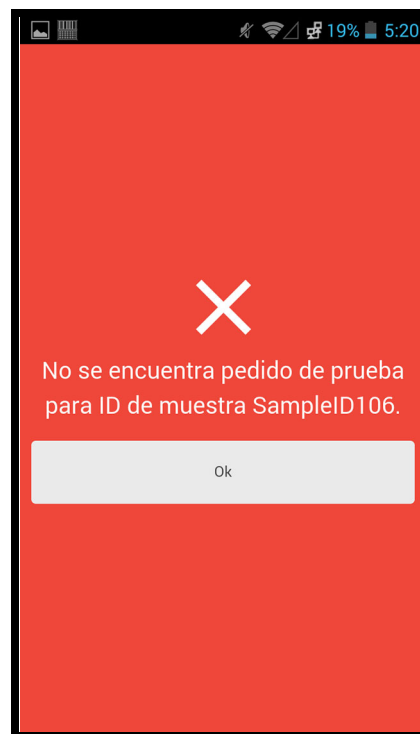 19% 5:20
No se encuentra pedido de prueba
para ID de muestra SampleID106.
Ok